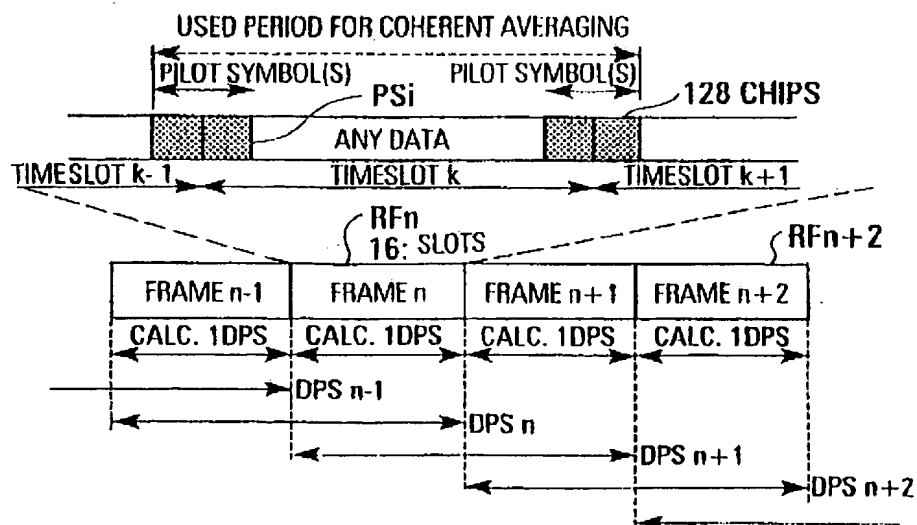 USED PERIOD FOR COHERENT AVERAGING
PILOT SYMBOL(S) PILOT SYMBOL(S)
PSi 128 CHIPS
ANY DATA
TIMESLOT k-1 TIMESLOT k TIMESLOT k+1
RFn
16: SLOTS RFn+2
FRAME n-1 FRAME n FRAME n+1 FRAME n+2
CALC. 1DPS CALC. 1DPS CALC. 1DPS CALC. 1DPS
DPS n-1
DPS n
DPS n+1
DPS n+2